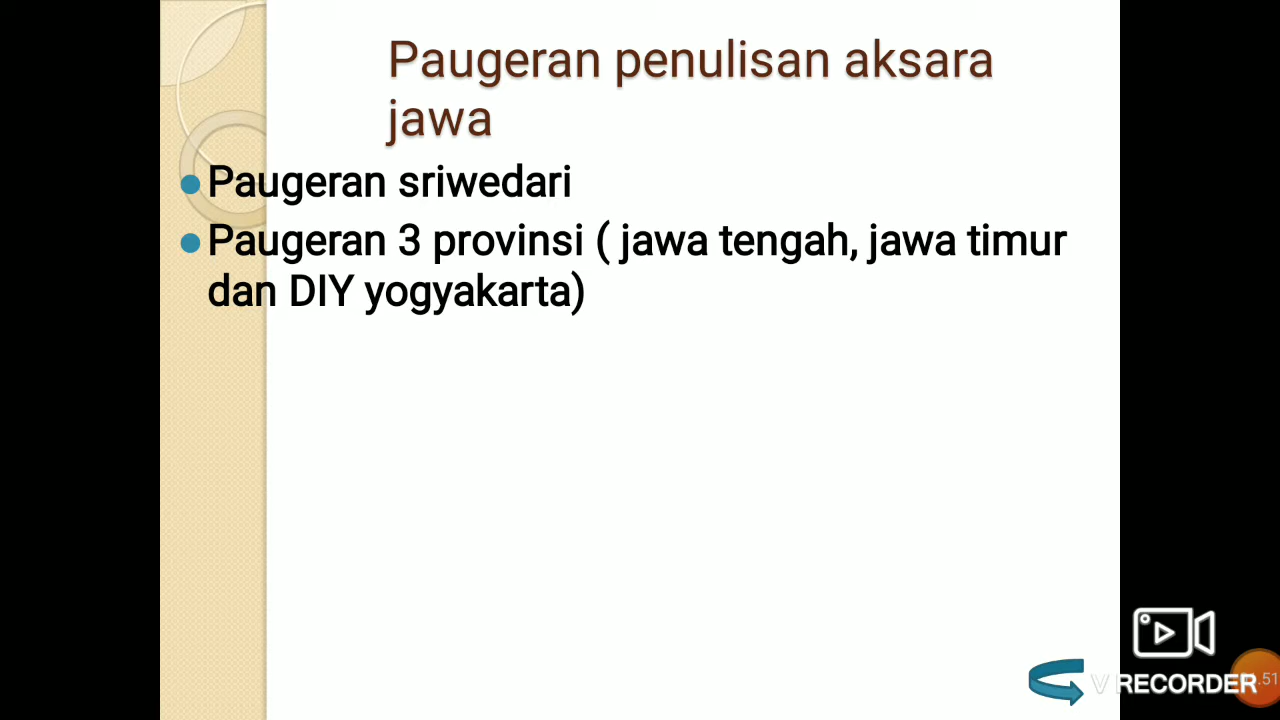 Paugeran penulisan aksara
jawa
Paugeran sriwedari
Paugeran 3 provinsi ( jawa tengah, jawa timur
dan DIY yogyakarta)
V RECORDER